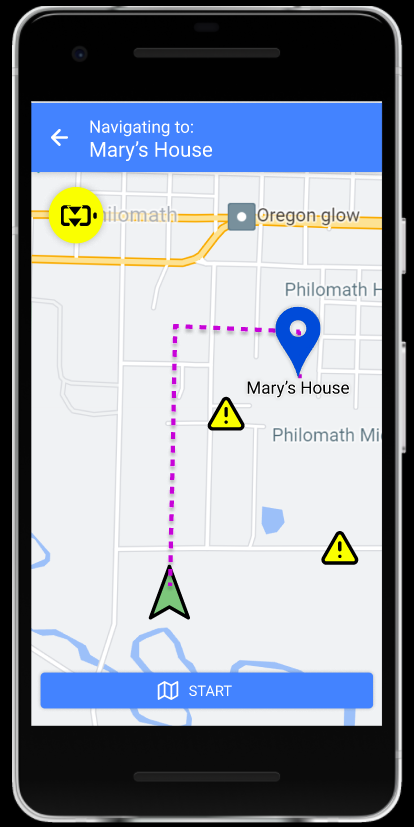 Navigating to:
Mary's House
hilomath
Oregon glow
Philomath H
Mary's House
Philomath Mi
START